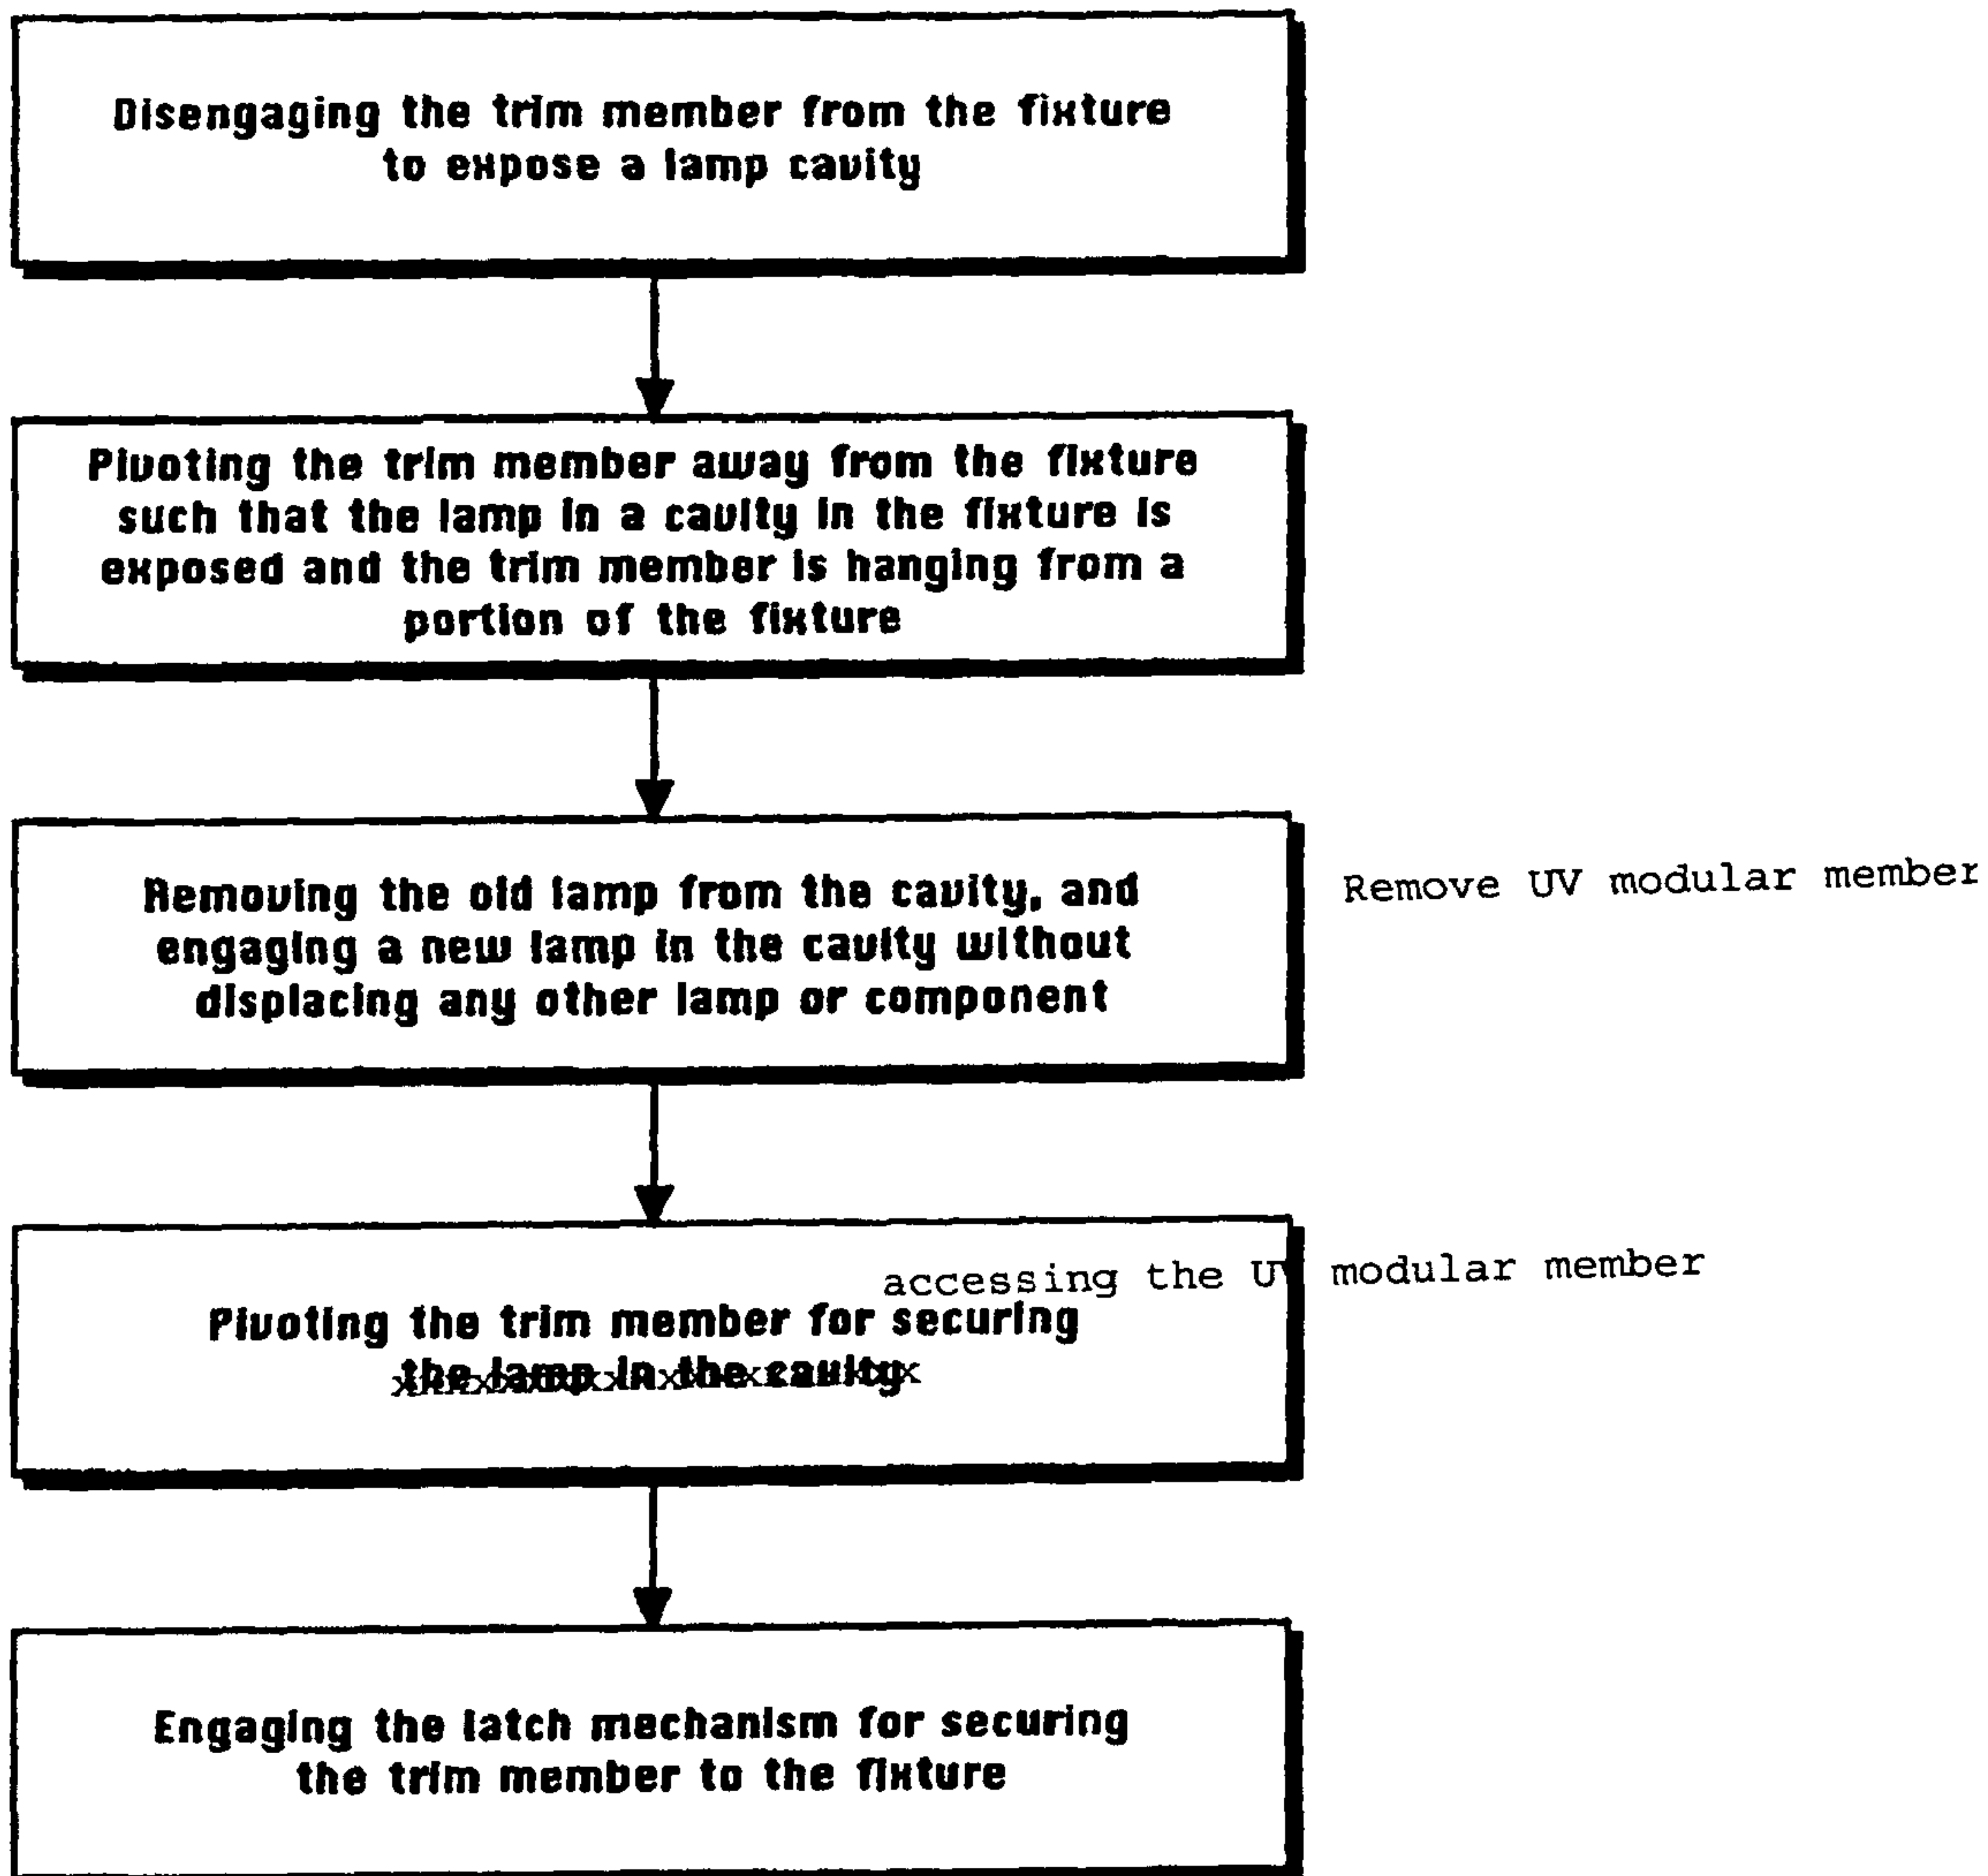 Disengaging the trim member from the fixture
to expose a lamp cavity
Pivoting the trim member away from the fixture
such that the lamp in a cavity in the fixture is
exposed and the trim member is hanging from a
portion of the fixture
Removing the old lamp from the cavity, and
engaging a new lamp in the cavity without
displacing any other lamp or component
Remove UV modular member
accessing the UV modular member
Pivoting the trim member for securing
the lamp in the cavity
Engaging the latch mechanism for securing
the trim member to the fixture